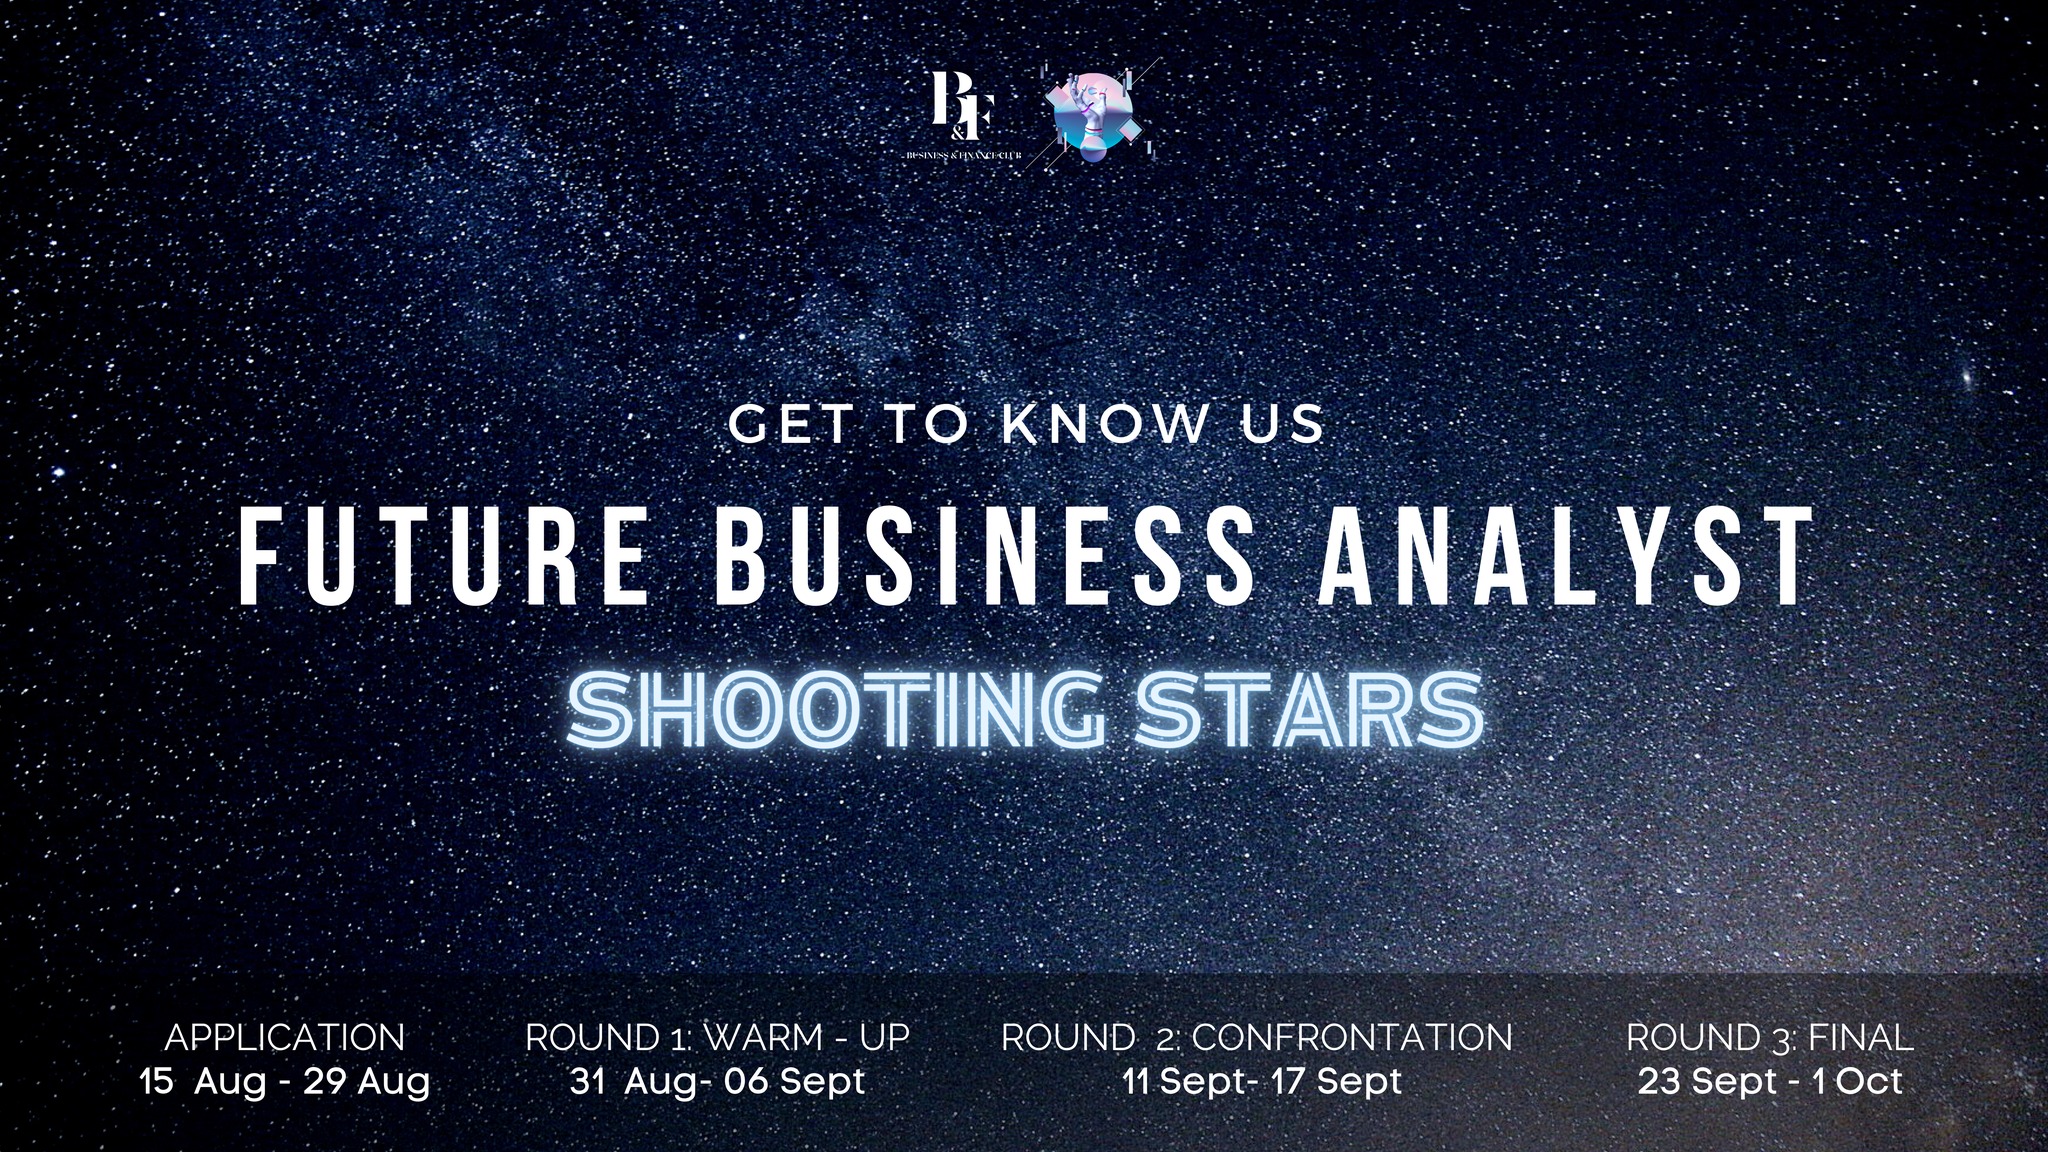 B&F
BUSINESS & FINANCE CLUB
GET TO KNOW US
FUTURE BUSINESS ANALYST
SHOOTING STARS
APPLICATION
15 Aug - 29 Aug
ROUND 1: WARM - UP
31 Aug- 06 Sept
ROUND 2: CONFRONTATION
11 Sept- 17 Sept
ROUND 3: FINAL
23 Sept - 1 Oct